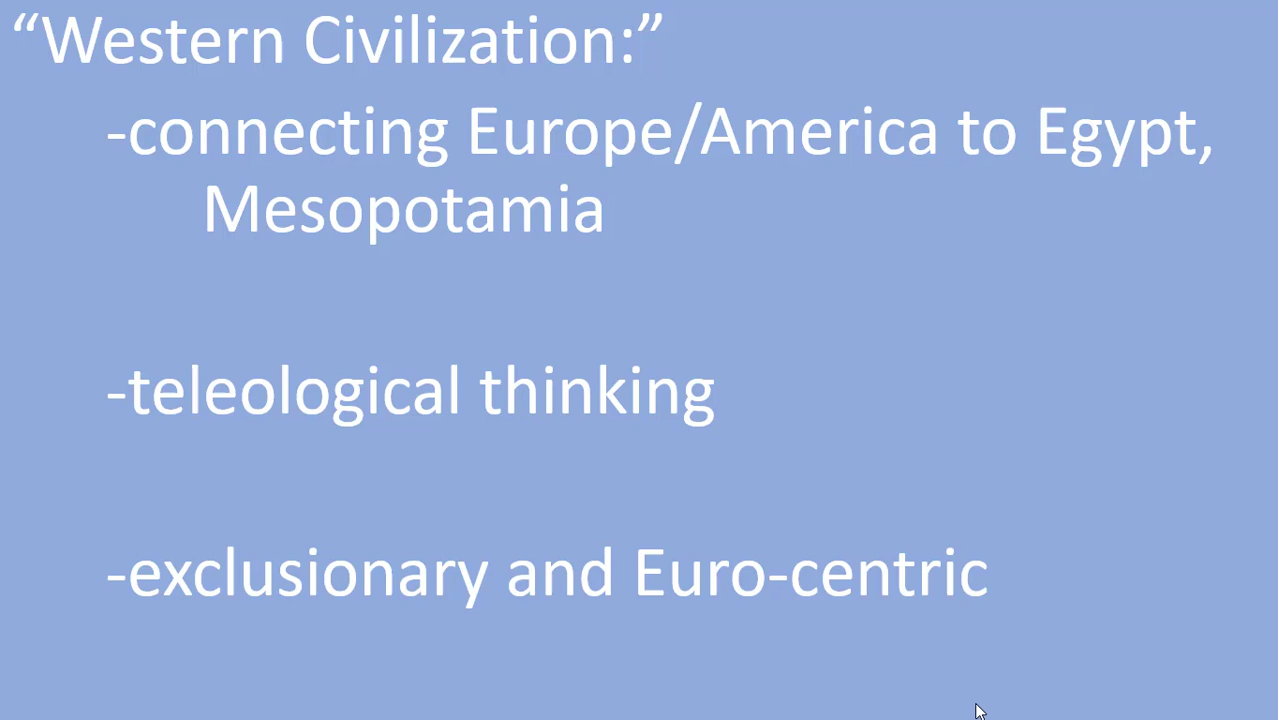 “Western Civilization:”
-connecting Europe/America to Egypt,
Mesopotamia
-teleological thinking
-exclusionary and Euro-centric